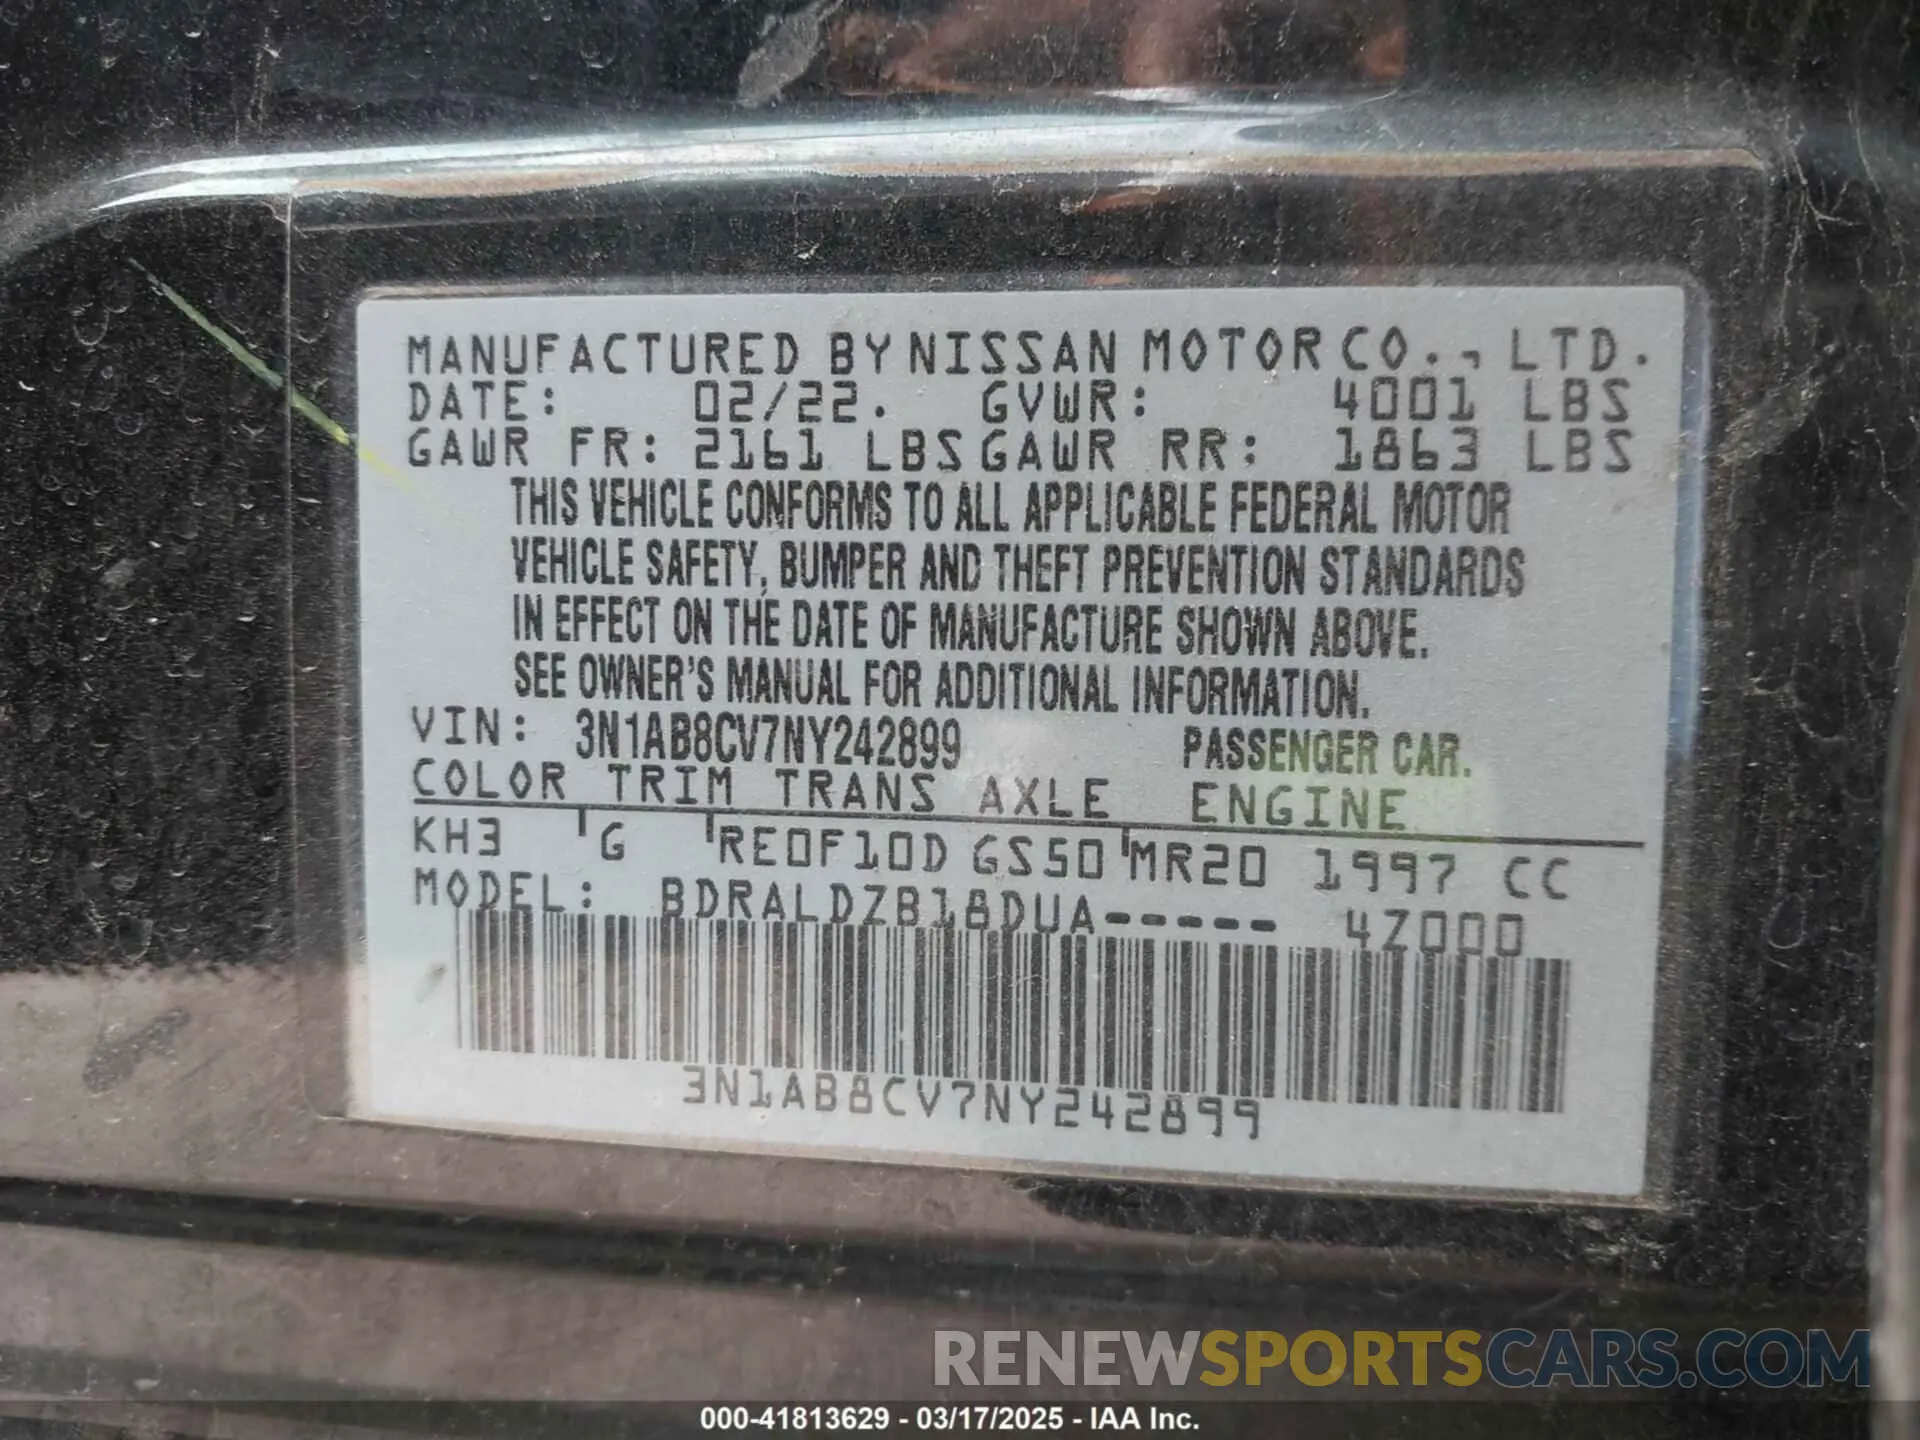 MANUFACTURED BY NISSAN MOTOR CO., LTD.
DATE: 02/22. GVWR: 4001 LBS
GAWR FR: 2161 LBS GAWR RR: 1863 LBS
THIS VEHICLE CONFORMS TO ALL APPLICABLE FEDERAL MOTOR
VEHICLE SAFETY, BUMPER AND THEFT PREVENTION STANDARDS
IN EFFECT ON THE DATE OF MANUFACTURE SHOWN ABOVE.
SEE OWNER'S MANUAL FOR ADDITIONAL INFORMATION.
VIN: 3N1AB8CV7NY242899 PASSENGER CAR.
COLOR TRIM TRANS AXLE ENGINE
KH3 G RE0F10D GS50 MR20 1997 CC
MODEL: BDRALDZB18DUA----- 4Z000
3N1AB8CV7NY242899
RENEWSPORTSCARS.COM
000-41813629 - 03/17/2025 - IAA Inc.